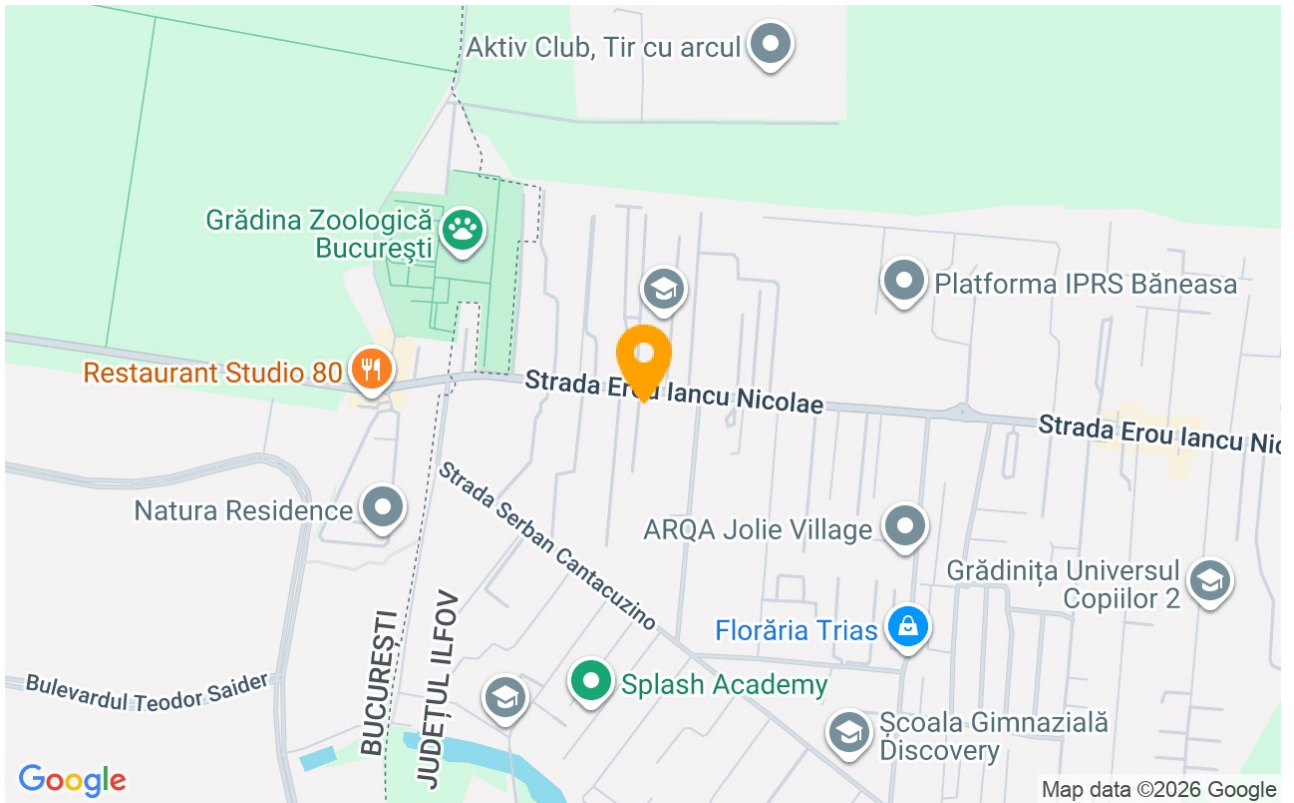 Aktiv Club, Tir cu arcul
Grădina Zoologică
Bucureşti
Platforma IPRS Băneasa
Restaurant Studio 80
Strada Erou Iancu Nicolae
Strada Erou Iancu Nic
Strada Serban Cantacuzino
Natura Residence
ARQA Jolie Village
Grădinița Universul
Copiilor 2
BUCUREȘTI
JUDEȚUL ILFOV
Florăria Trias
Bulevardul Teodor Saider
Splash Academy
Școala Gimnazială
Discovery
Google
Map data ©2026 Google